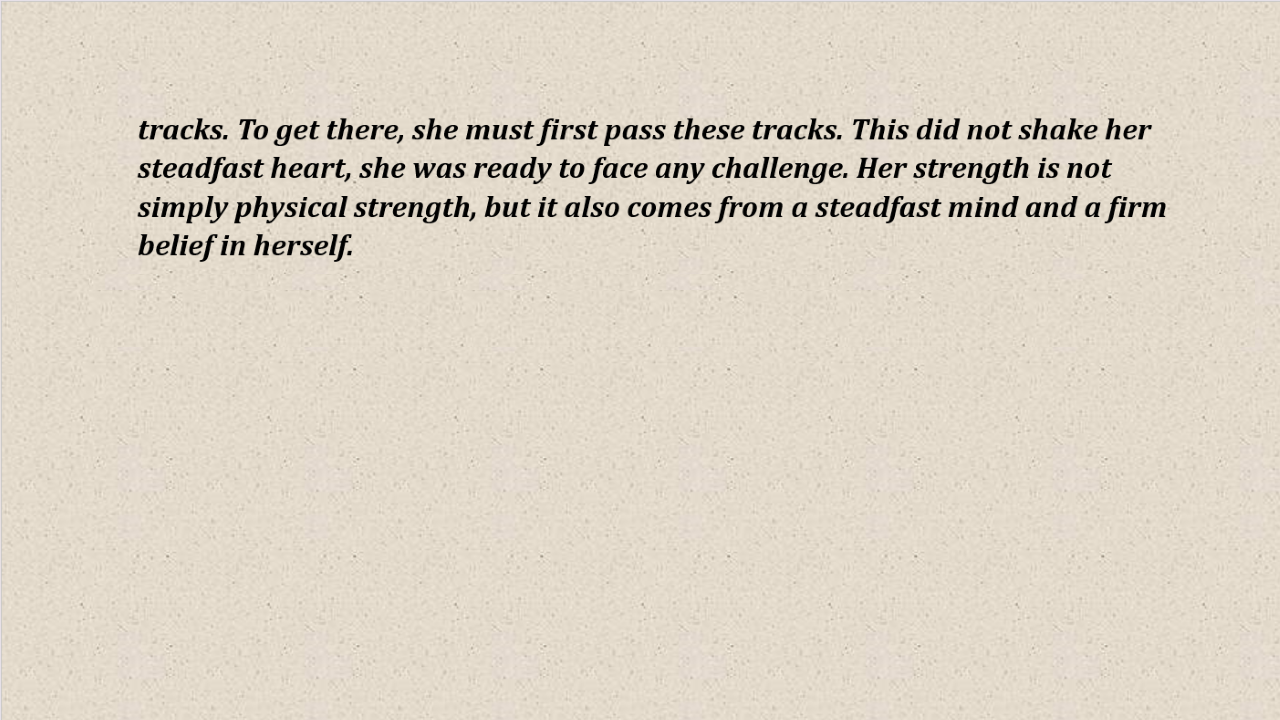 tracks. To get there, she must first pass these tracks. This did not shake her
steadfast heart, she was ready to face any challenge. Her strength is not
simply physical strength, but it also comes from a steadfast mind and a firm
belief in herself.